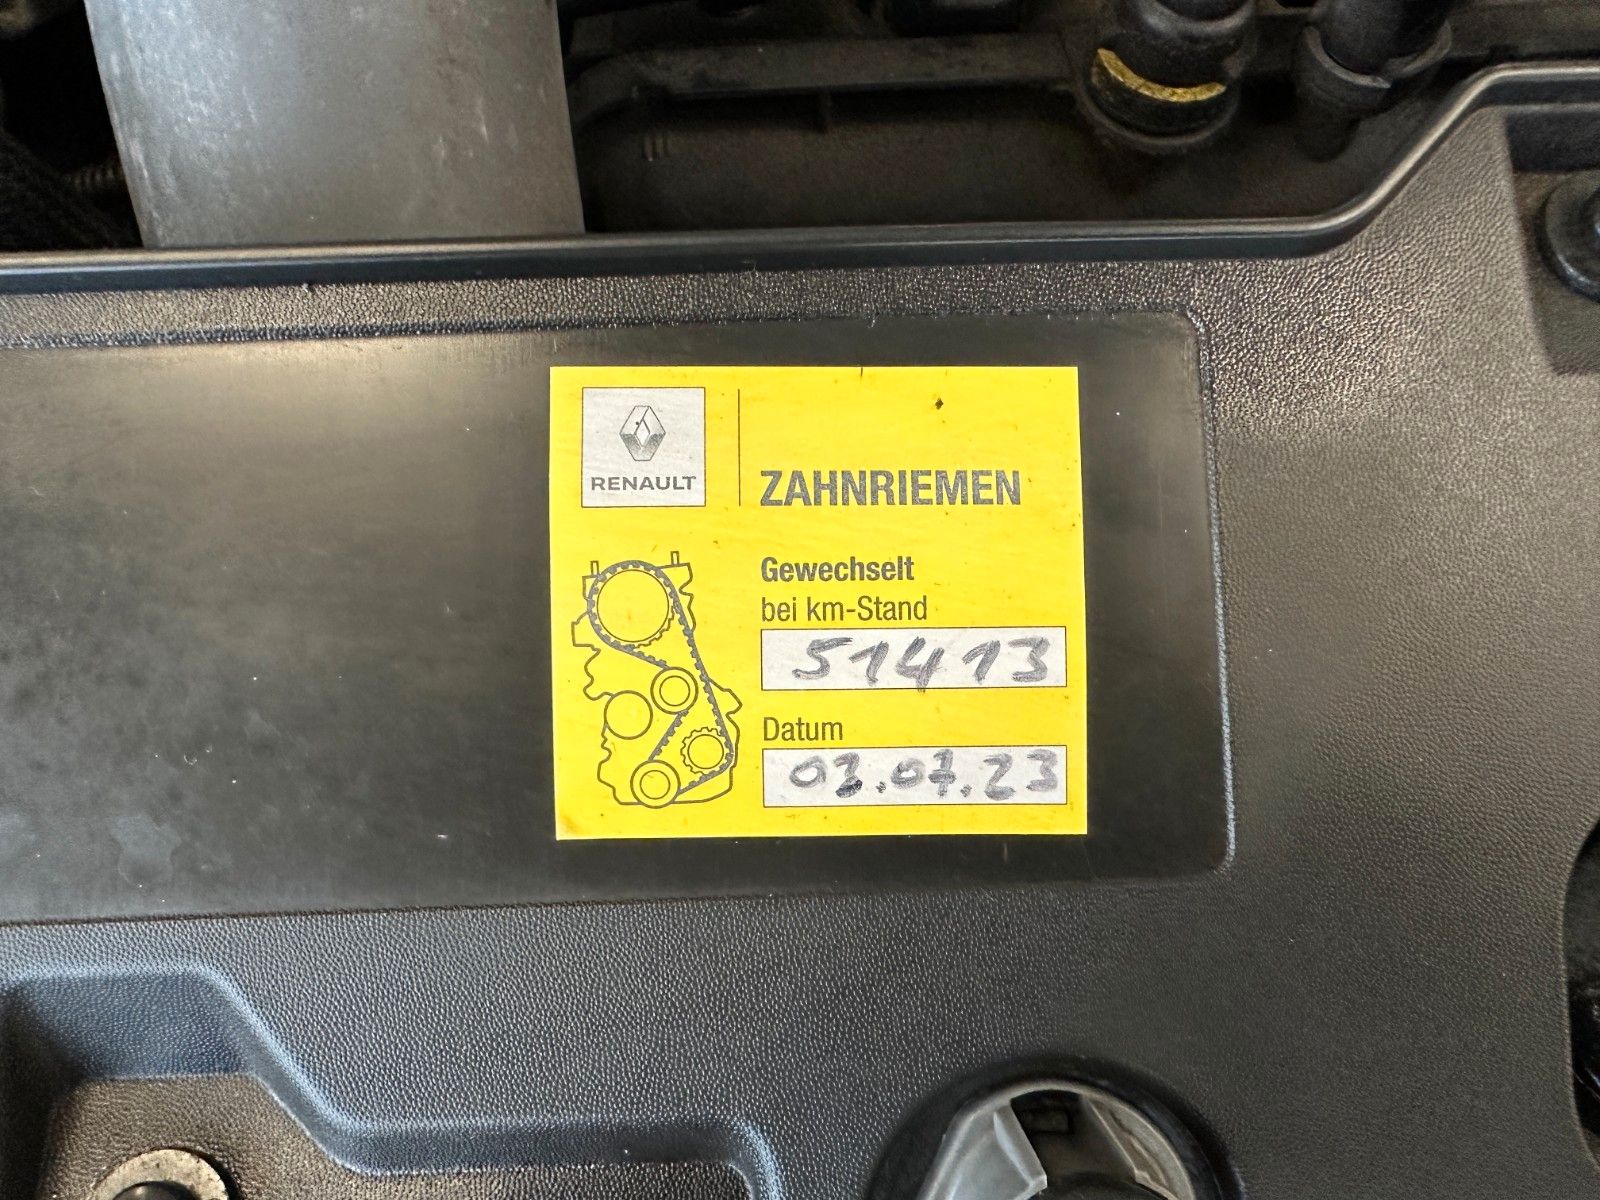 RENAULT
ZAHNRIEMEN
Gewechselt
bei km-Stand
51413
Datum
03.07.23